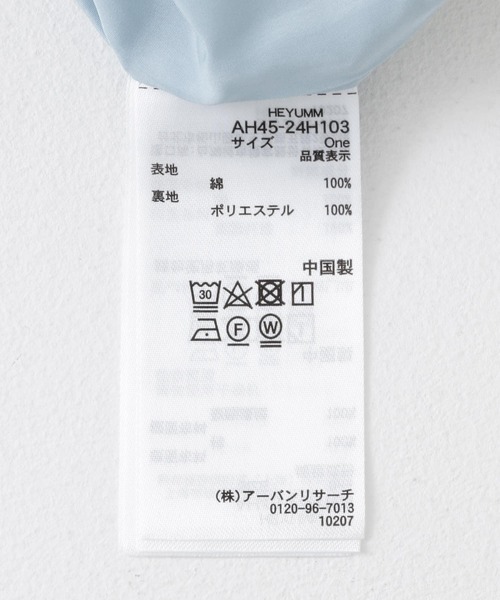 HEYUMM
AH45-24H103
サイズ One
品質表示
表地
綿 100%
裏地
ポリエステル 100%
中国製
30
F W
(株)アーバンリサーチ
0120-96-7013
10207